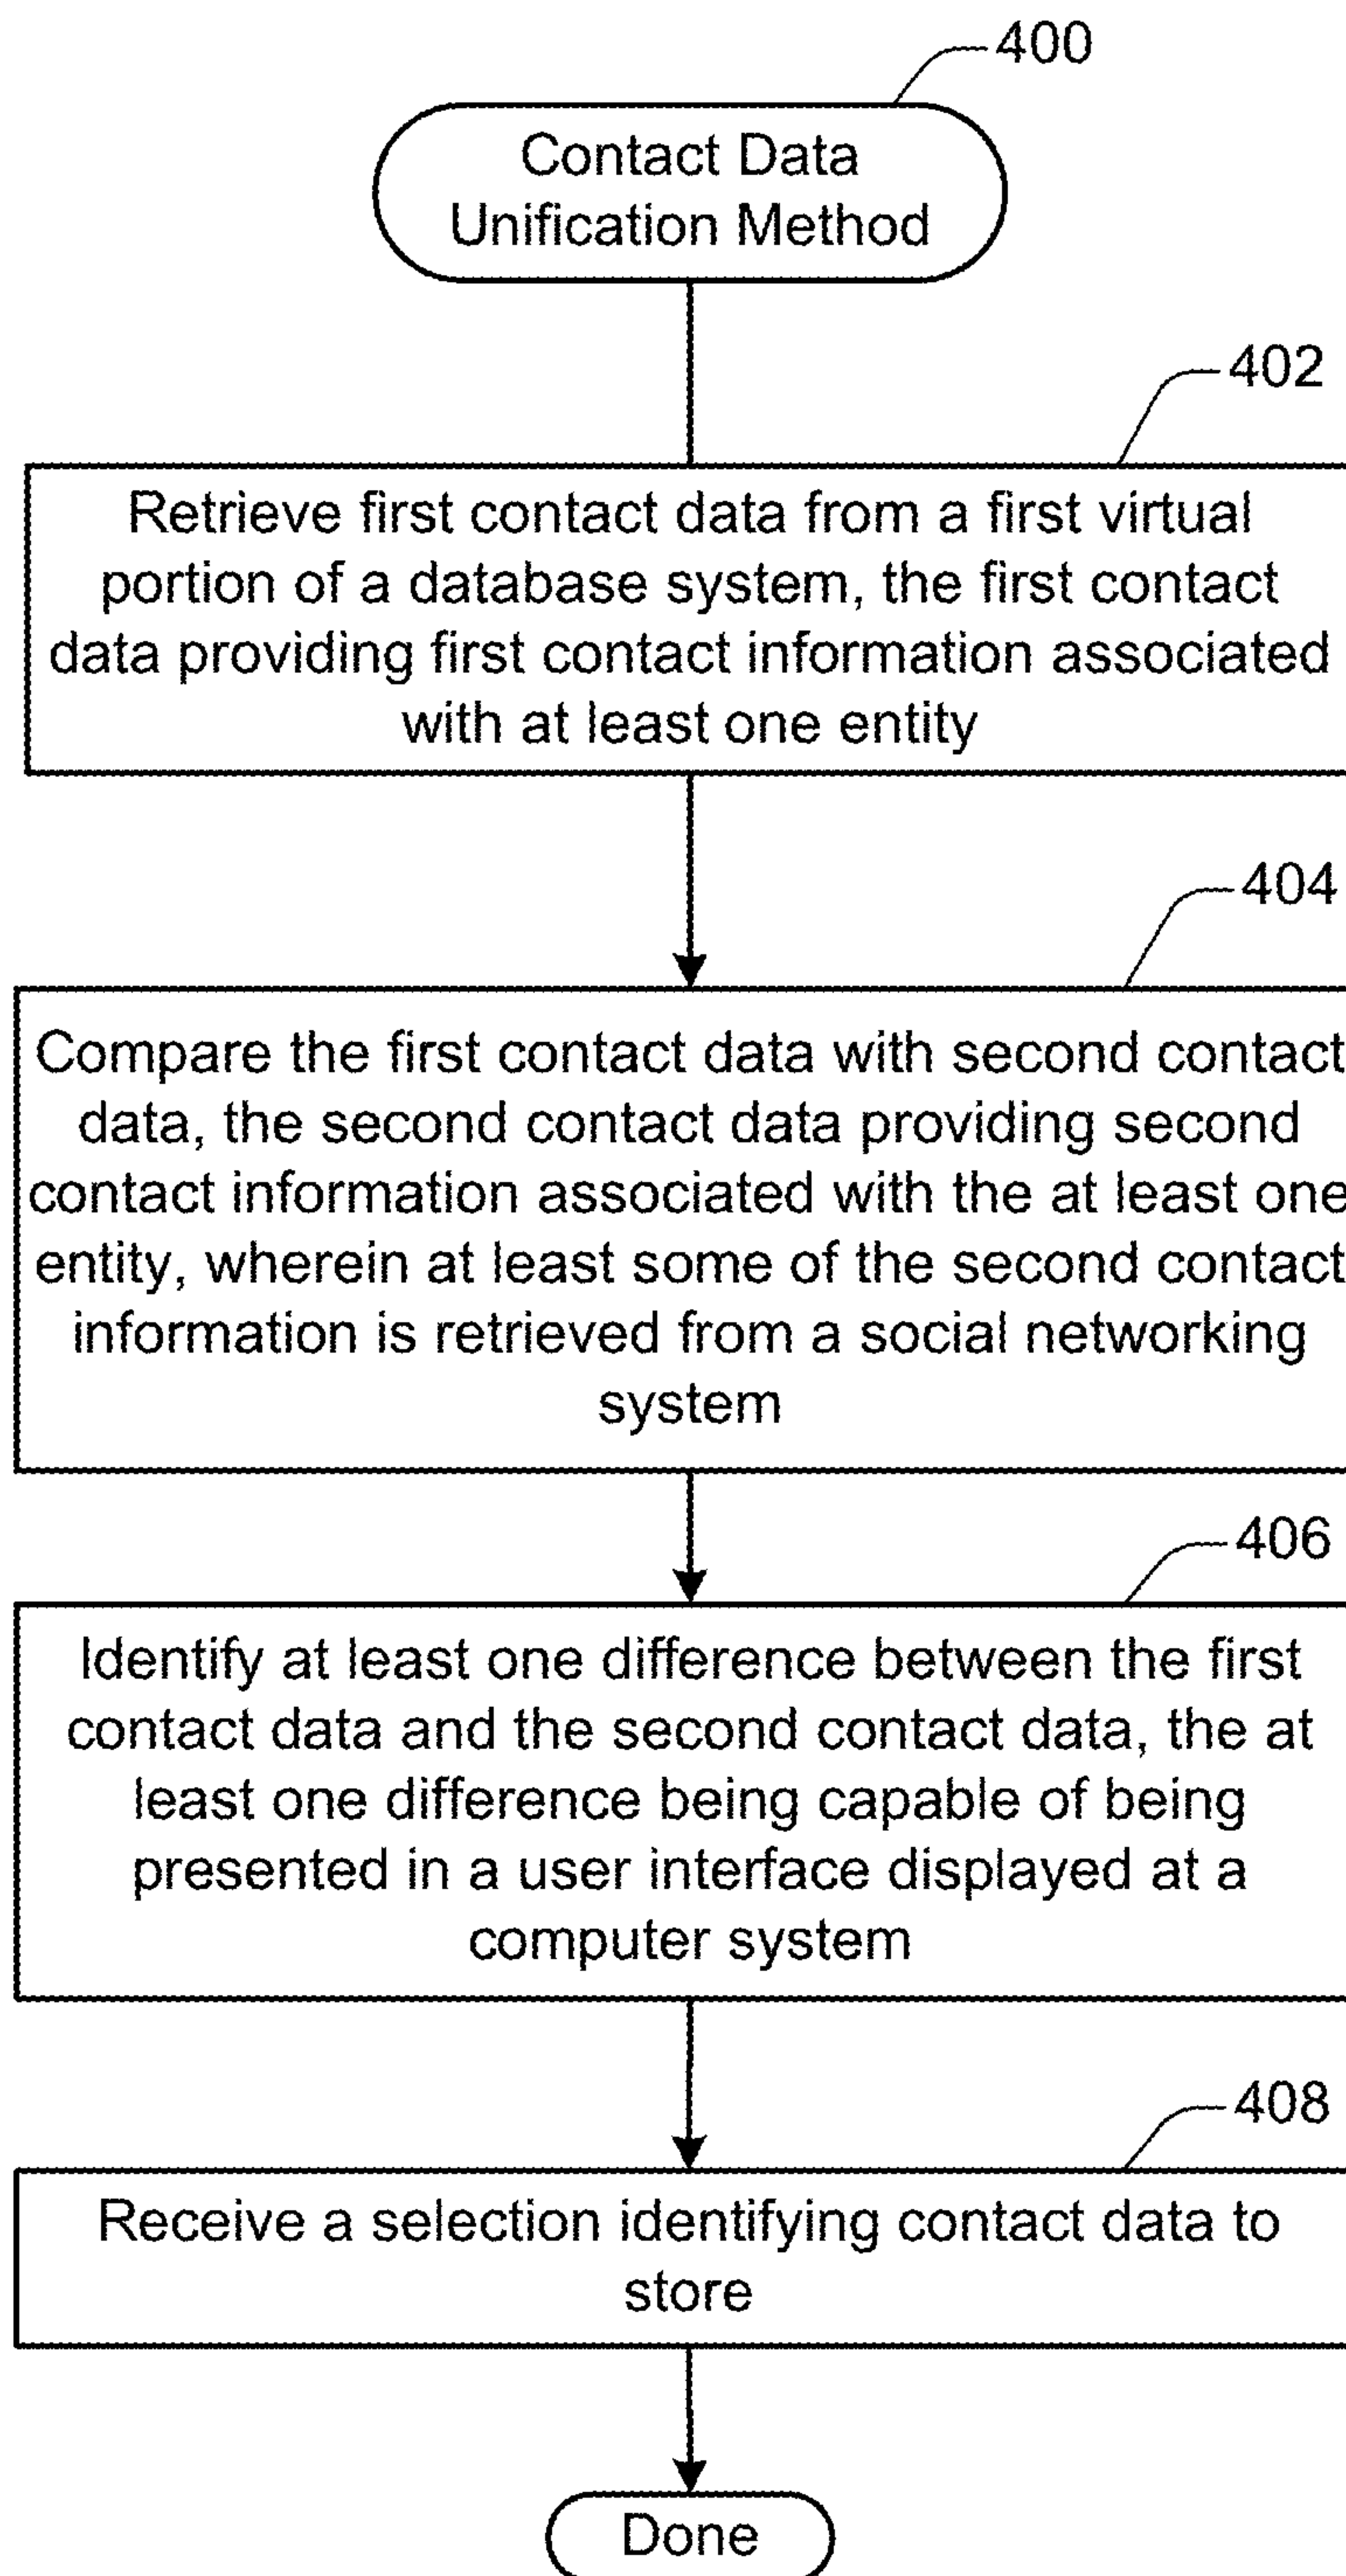 400
Contact Data
Unification Method
402
Retrieve first contact data from a first virtual
portion of a database system, the first contact
data providing first contact information associated
with at least one entity
404
Compare the first contact data with second contact
data, the second contact data providing second
contact information associated with the at least one
entity, wherein at least some of the second contact
information is retrieved from a social networking
system
406
Identify at least one difference between the first
contact data and the second contact data, the at
least one difference being capable of being
presented in a user interface displayed at a
computer system
408
Receive a selection identifying contact data to
store
Done